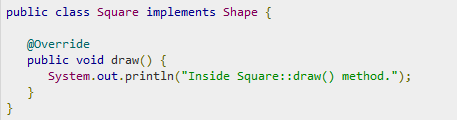 public class Square implements Shape {
@Override
public void draw() {
System.out.println("Inside Square::draw() method.");
}
}